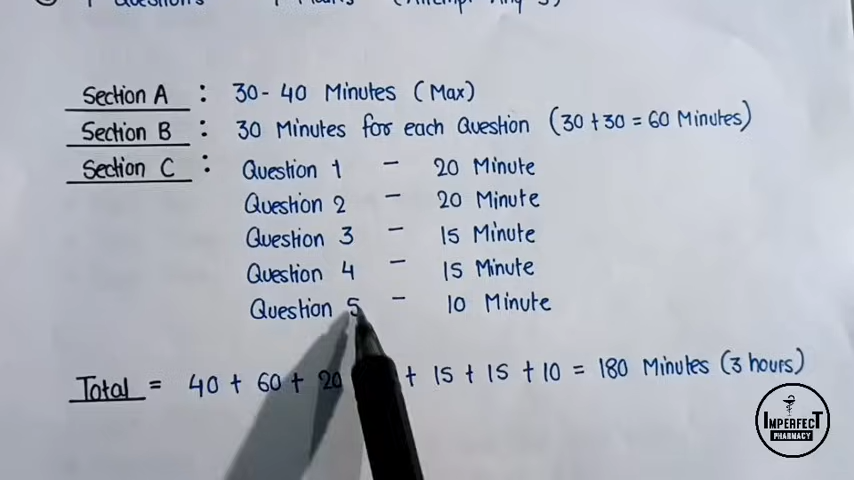 Section A : 30 - 40 Minutes (Max)
Section B : 30 Minutes for each Question (30 + 30 = 60 Minutes)
Section C : Question 1 - 20 Minute
Question 2 - 20 Minute
Question 3 - 15 Minute
Question 4 - 15 Minute
Question 5 - 10 Minute
Total = 40 + 60 + 20 + 15 + 15 + 10 = 180 Minutes (3 hours)
IMPERFECT
PHARMACY